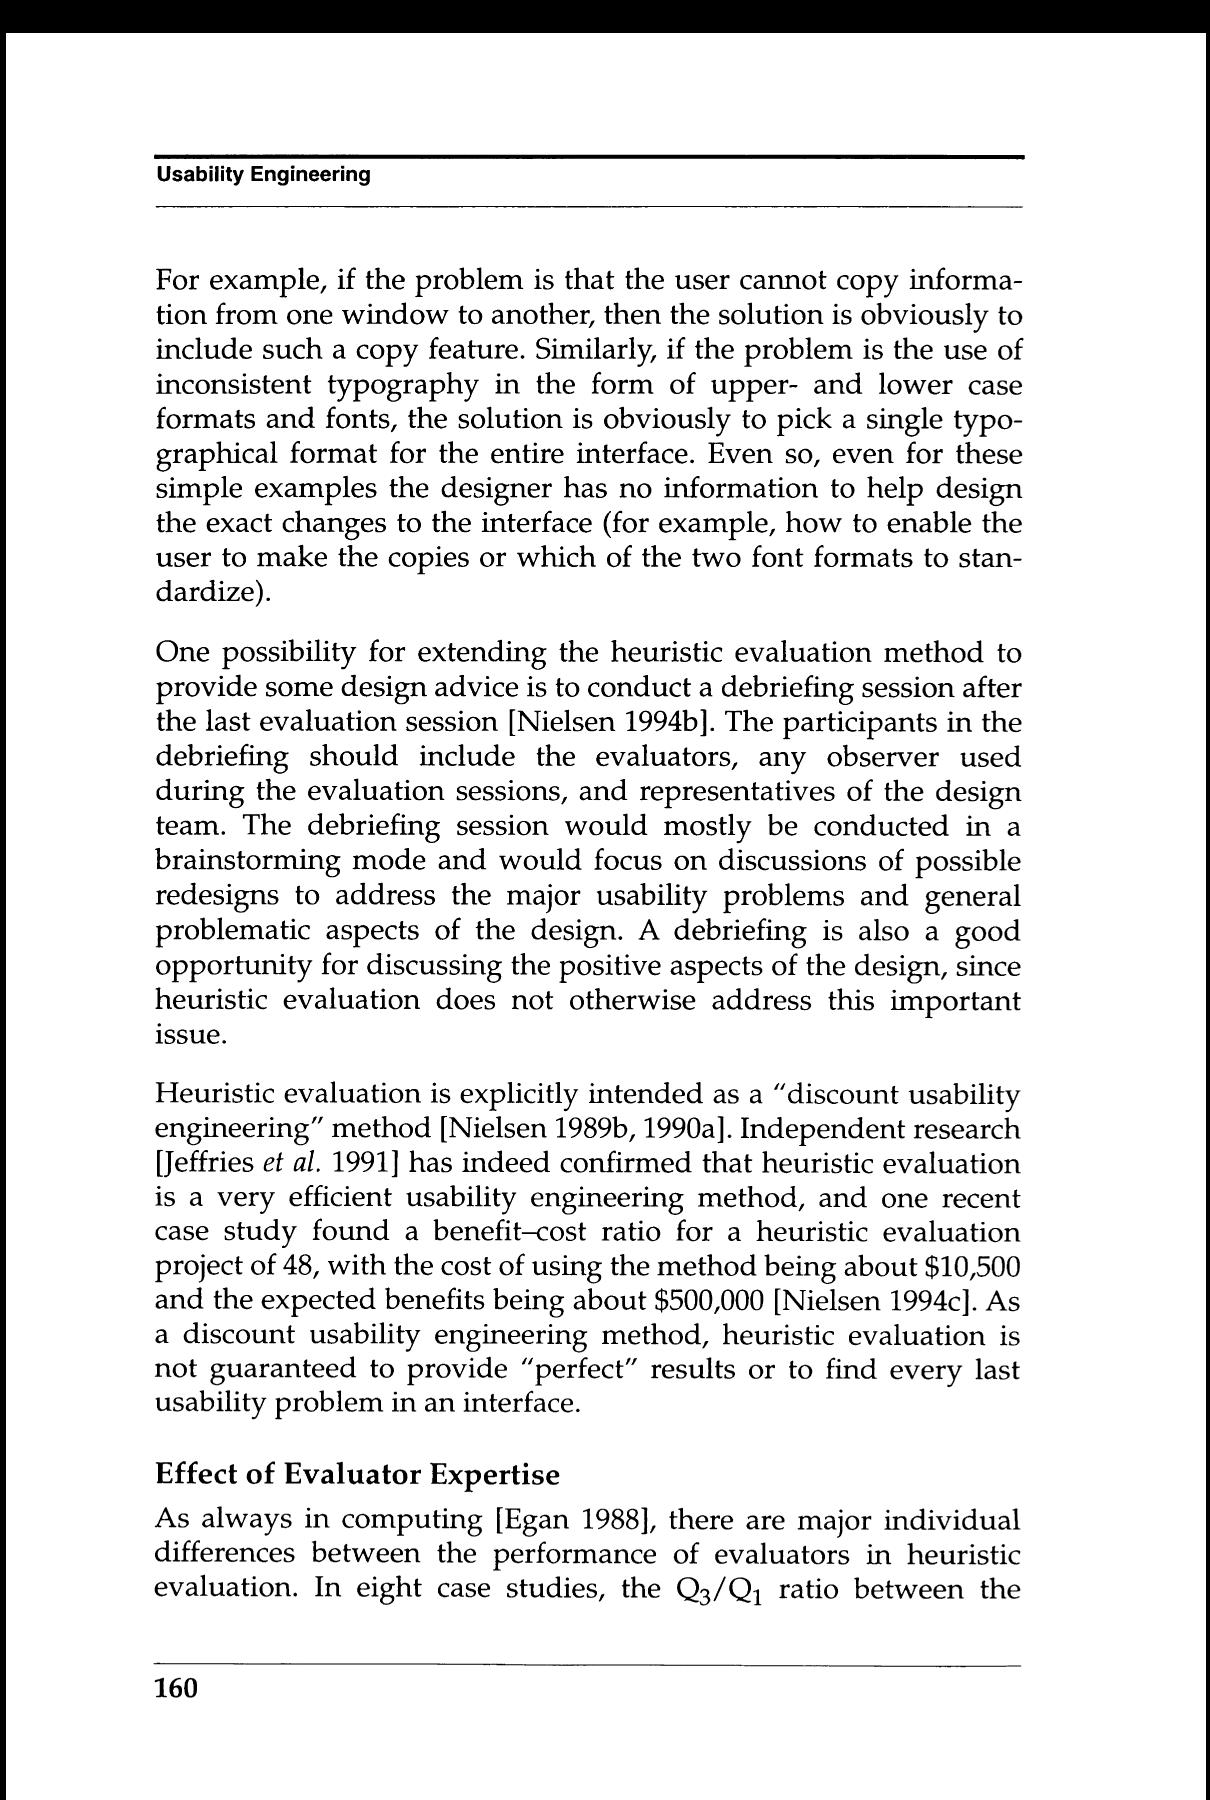 Usability Engineering
For example, if the problem is that the user cannot copy informa-
tion from one window to another, then the solution is obviously to
include such a copy feature. Similarly, if the problem is the use of
inconsistent typography in the form of upper- and lower case
formats and fonts, the solution is obviously to pick a single typo-
graphical format for the entire interface. Even so, even for these
simple examples the designer has no information to help design
the exact changes to the interface (for example, how to enable the
user to make the copies or which of the two font formats to stan-
dardize).
One possibility for extending the heuristic evaluation method to
provide some design advice is to conduct a debriefing session after
the last evaluation session [Nielsen 1994b]. The participants in the
debriefing should include the evaluators, any observer used
during the evaluation sessions, and representatives of the design
team. The debriefing session would mostly be conducted in a
brainstorming mode and would focus on discussions of possible
redesigns to address the major usability problems and general
problematic aspects of the design. A debriefing is also a good
opportunity for discussing the positive aspects of the design, since
heuristic evaluation does not otherwise address this important
issue.
Heuristic evaluation is explicitly intended as a "discount usability
engineering" method [Nielsen 1989b, 1990a]. Independent research
[Jeffries et al. 1991] has indeed confirmed that heuristic evaluation
is a very efficient usability engineering method, and one recent
case study found a benefit–cost ratio for a heuristic evaluation
project of 48, with the cost of using the method being about $10,500
and the expected benefits being about $500,000 [Nielsen 1994c]. As
a discount usability engineering method, heuristic evaluation is
not guaranteed to provide "perfect" results or to find every last
usability problem in an interface.
Effect of Evaluator Expertise
As always in computing [Egan 1988], there are major individual
differences between the performance of evaluators in heuristic
evaluation. In eight case studies, the Q3/Q1 ratio between the
160